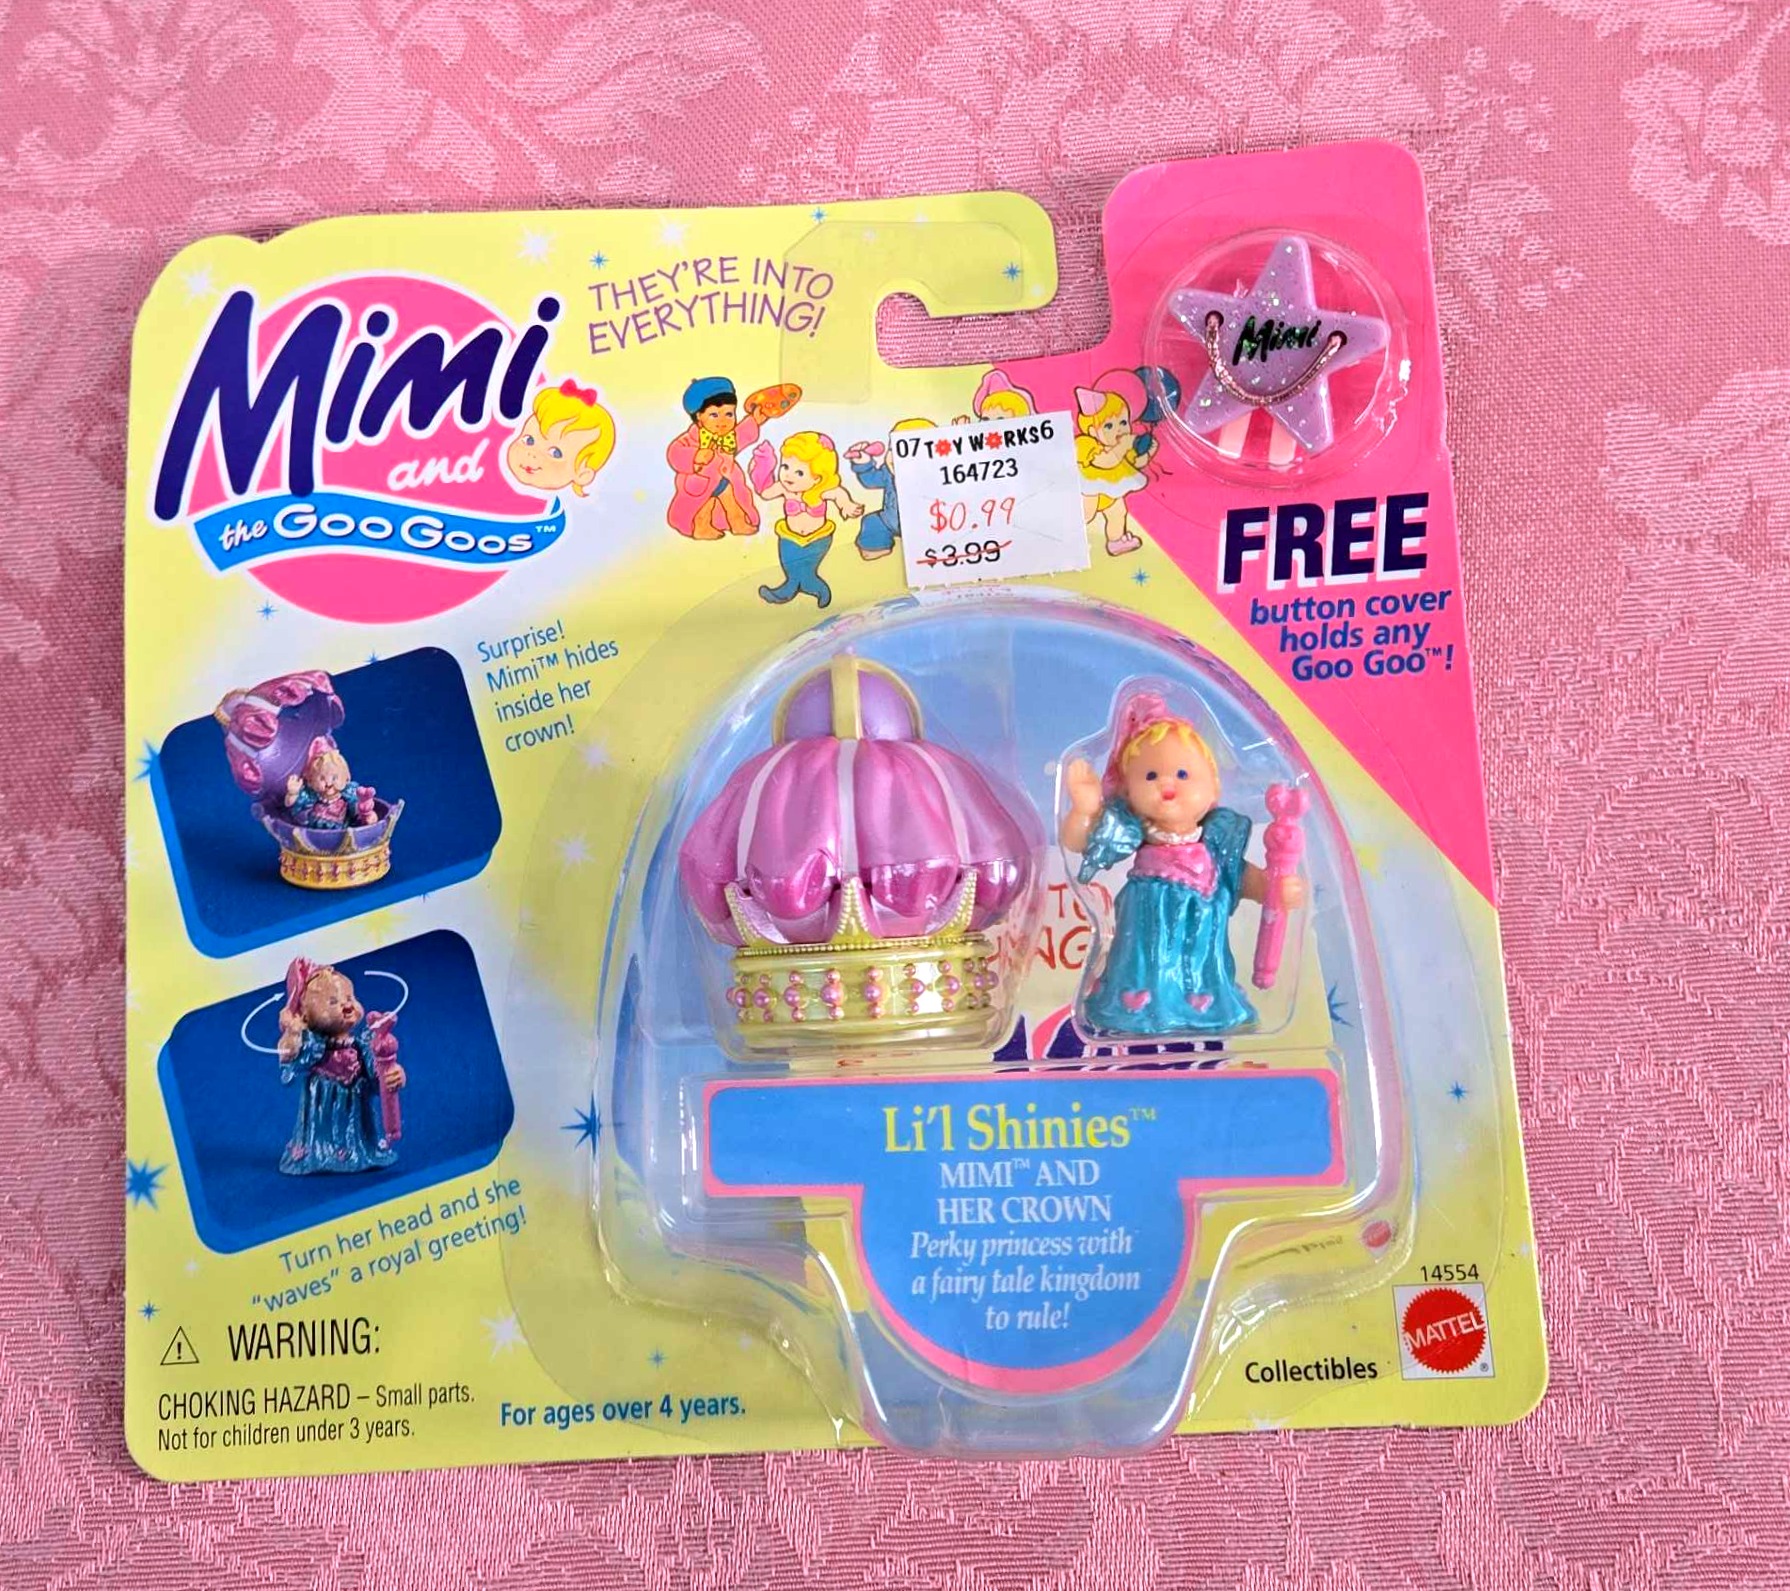 Mimi
and
the Goo Goos™
THEY'RE INTO
EVERYTHING!
Mimi
07 TOY WORKS 6
164723
$0.99
$3.99
FREE
button cover
holds any
Goo Goo™!
Surprise!
Mimi™ hides
inside her
crown!
Turn her head and she
"waves" a royal greeting!
Li'l Shinies™
MIMI™ AND
HER CROWN
Perky princess with
a fairy tale kingdom
to rule!
⚠ WARNING:
CHOKING HAZARD – Small parts.
Not for children under 3 years.
For ages over 4 years.
14554
Collectibles
MATTEL®